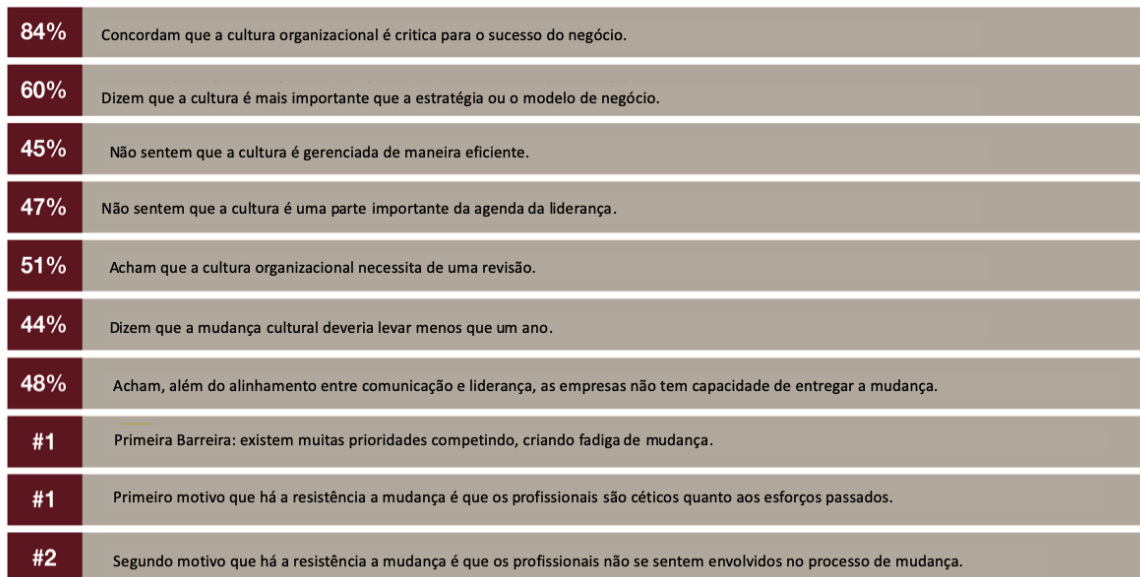 84% Concordam que a cultura organizacional é critica para o sucesso do negócio.
60% Dizem que a cultura é mais importante que a estratégia ou o modelo de negócio.
45% Não sentem que a cultura é gerenciada de maneira eficiente.
47% Não sentem que a cultura é uma parte importante da agenda da liderança.
51% Acham que a cultura organizacional necessita de uma revisão.
44% Dizem que a mudança cultural deveria levar menos que um ano.
48% Acham, além do alinhamento entre comunicação e liderança, as empresas não tem capacidade de entregar a mudança.
#1 Primeira Barreira: existem muitas prioridades competindo, criando fadiga de mudança.
#1 Primeiro motivo que há a resistência a mudança é que os profissionais são céticos quanto aos esforços passados.
#2 Segundo motivo que há a resistência a mudança é que os profissionais não se sentem envolvidos no processo de mudança.